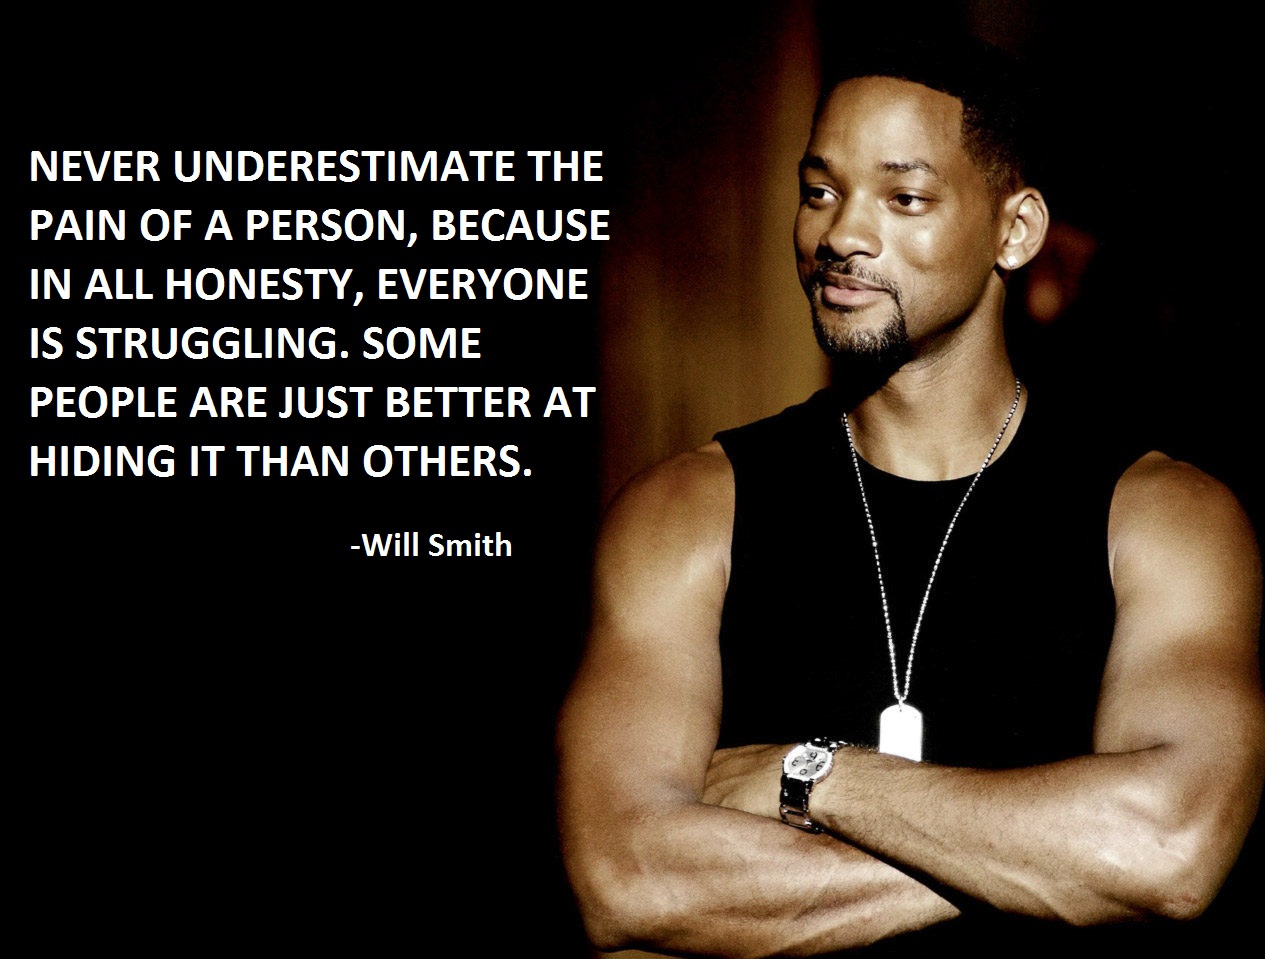 NEVER UNDERESTIMATE THE
PAIN OF A PERSON, BECAUSE
IN ALL HONESTY, EVERYONE
IS STRUGGLING. SOME
PEOPLE ARE JUST BETTER AT
HIDING IT THAN OTHERS.
-Will Smith